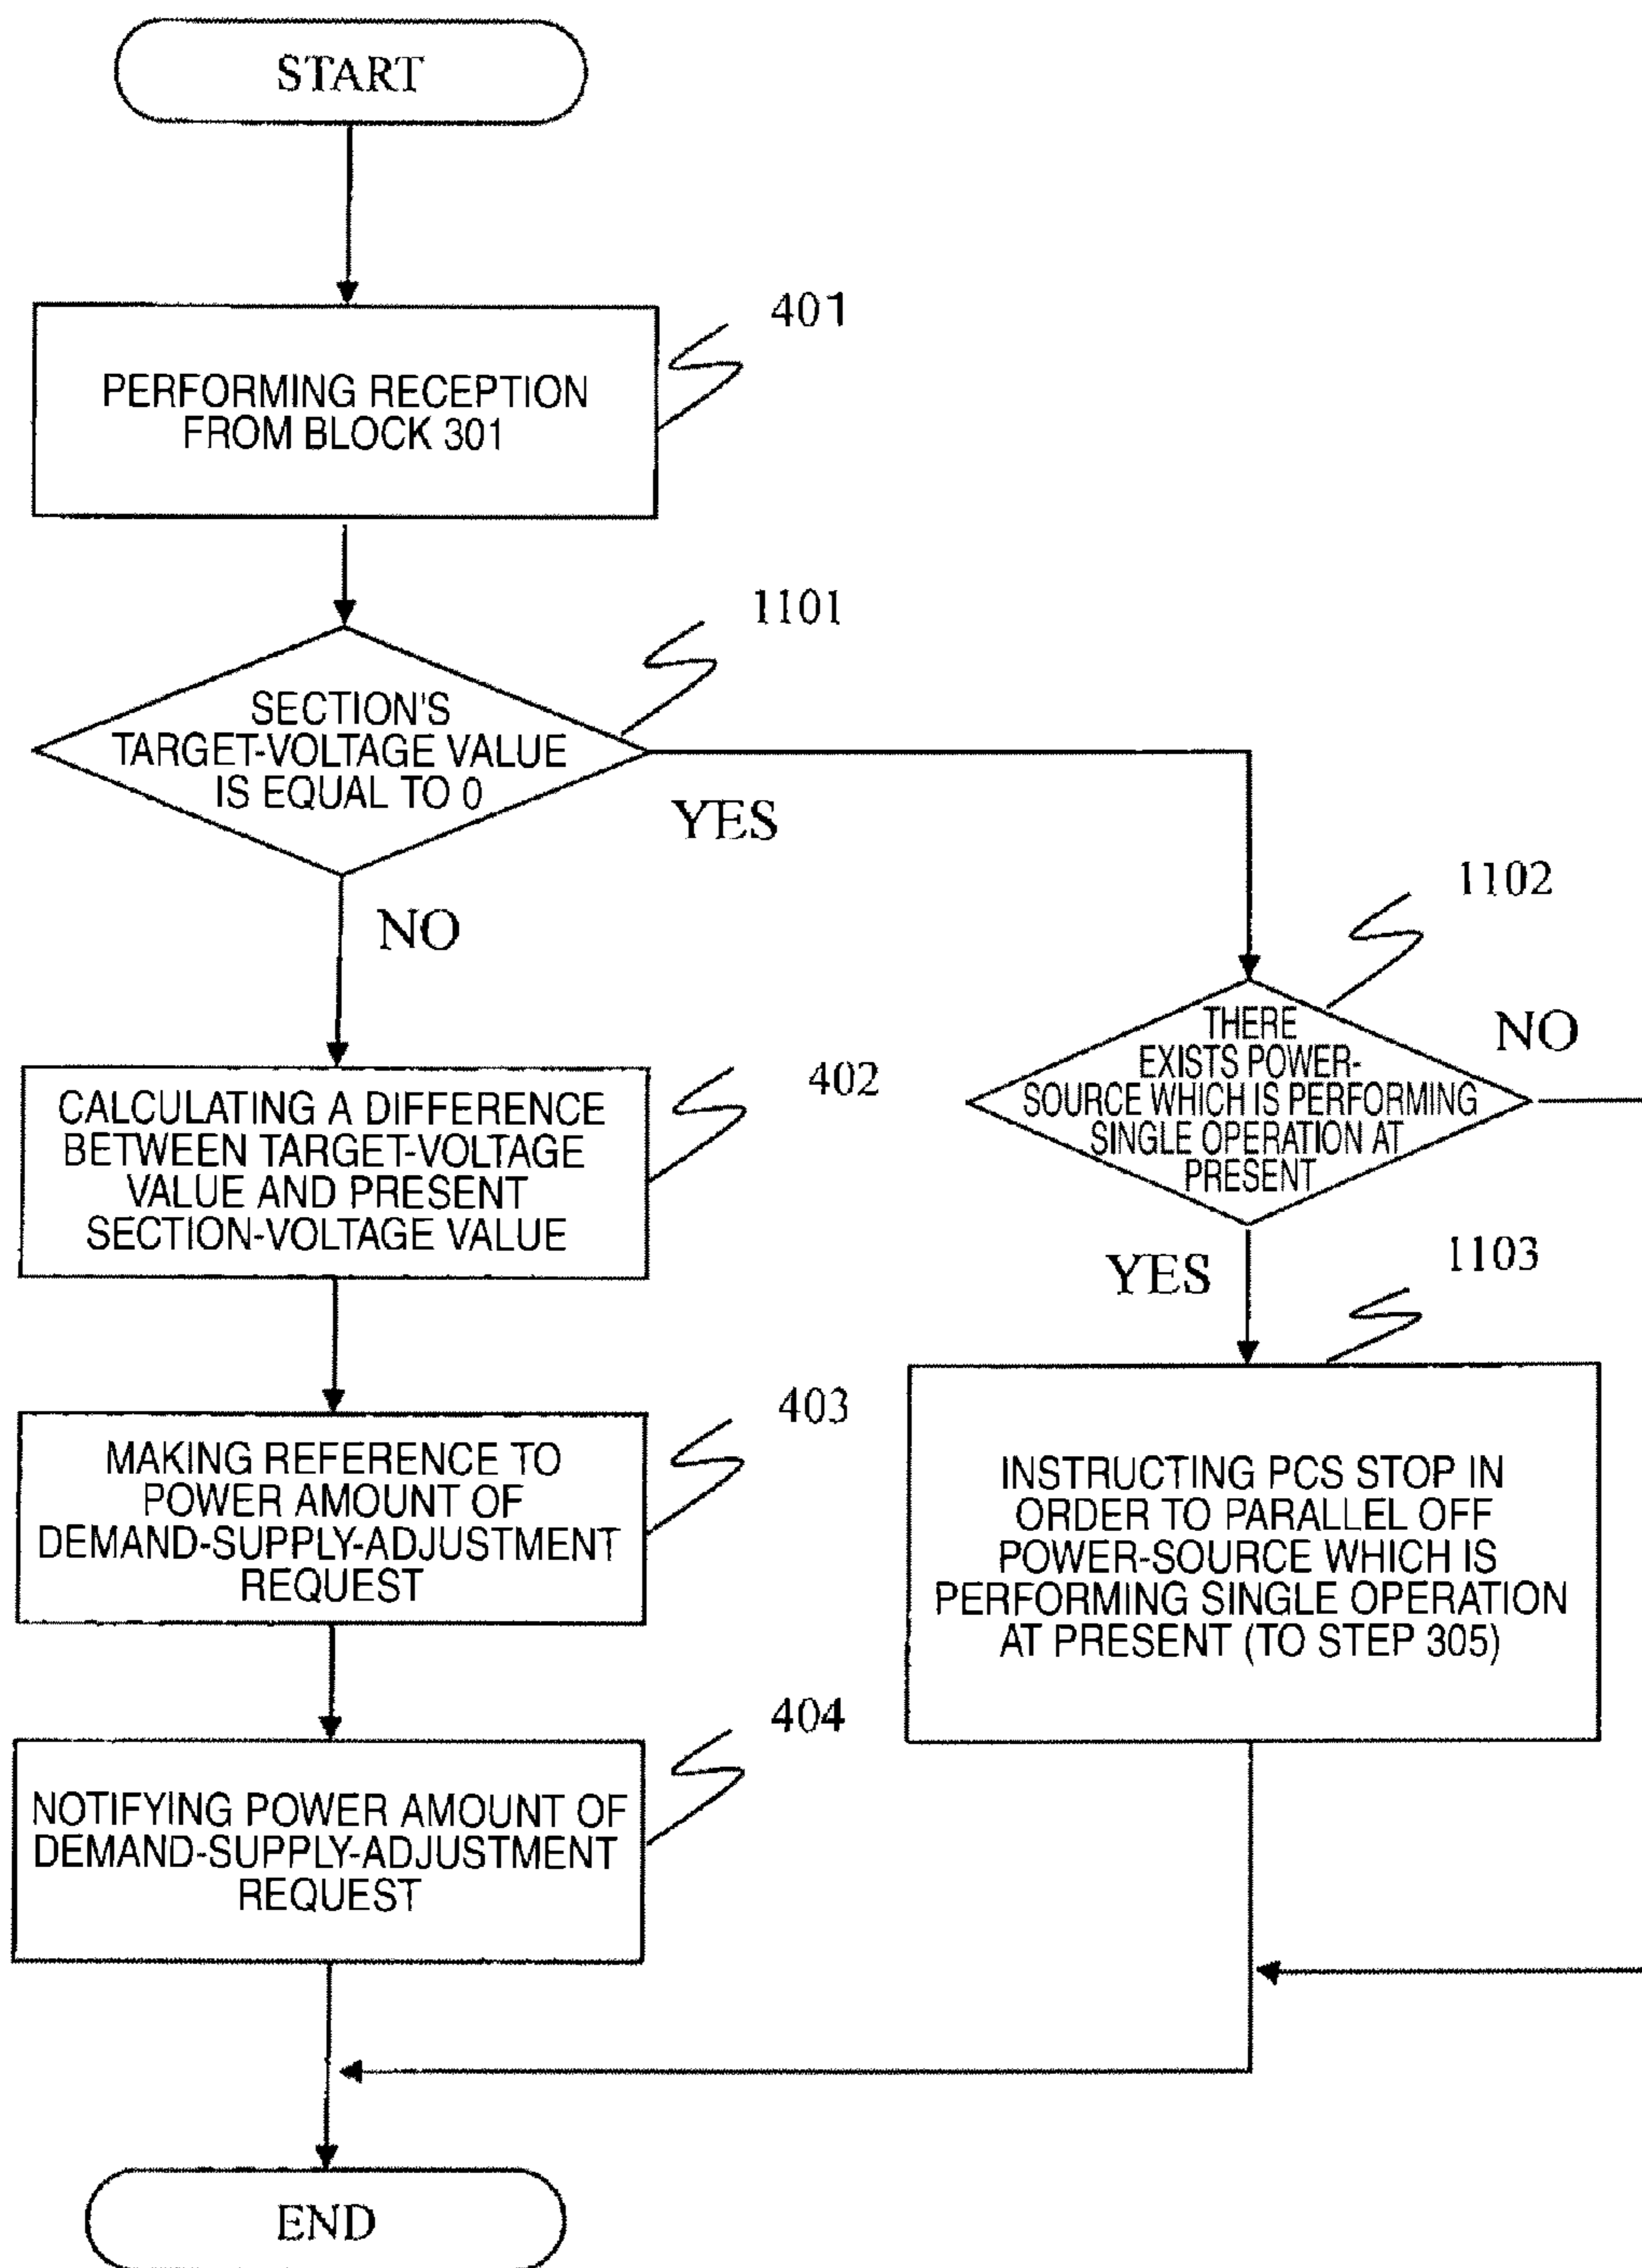 START
401
PERFORMING RECEPTION
FROM BLOCK 301
1101
SECTION'S
TARGET-VOLTAGE VALUE
IS EQUAL TO 0
YES
NO
1102
THERE
EXISTS POWER-
SOURCE WHICH IS PERFORMING
SINGLE OPERATION AT
PRESENT
NO
YES
402
CALCULATING A DIFFERENCE
BETWEEN TARGET-VOLTAGE
VALUE AND PRESENT
SECTION-VOLTAGE VALUE
1103
INSTRUCTING PCS STOP IN
ORDER TO PARALLEL OFF
POWER-SOURCE WHICH IS
PERFORMING SINGLE OPERATION
AT PRESENT (TO STEP 305)
403
MAKING REFERENCE TO
POWER AMOUNT OF
DEMAND-SUPPLY-ADJUSTMENT
REQUEST
404
NOTIFYING POWER AMOUNT OF
DEMAND-SUPPLY-ADJUSTMENT
REQUEST
END